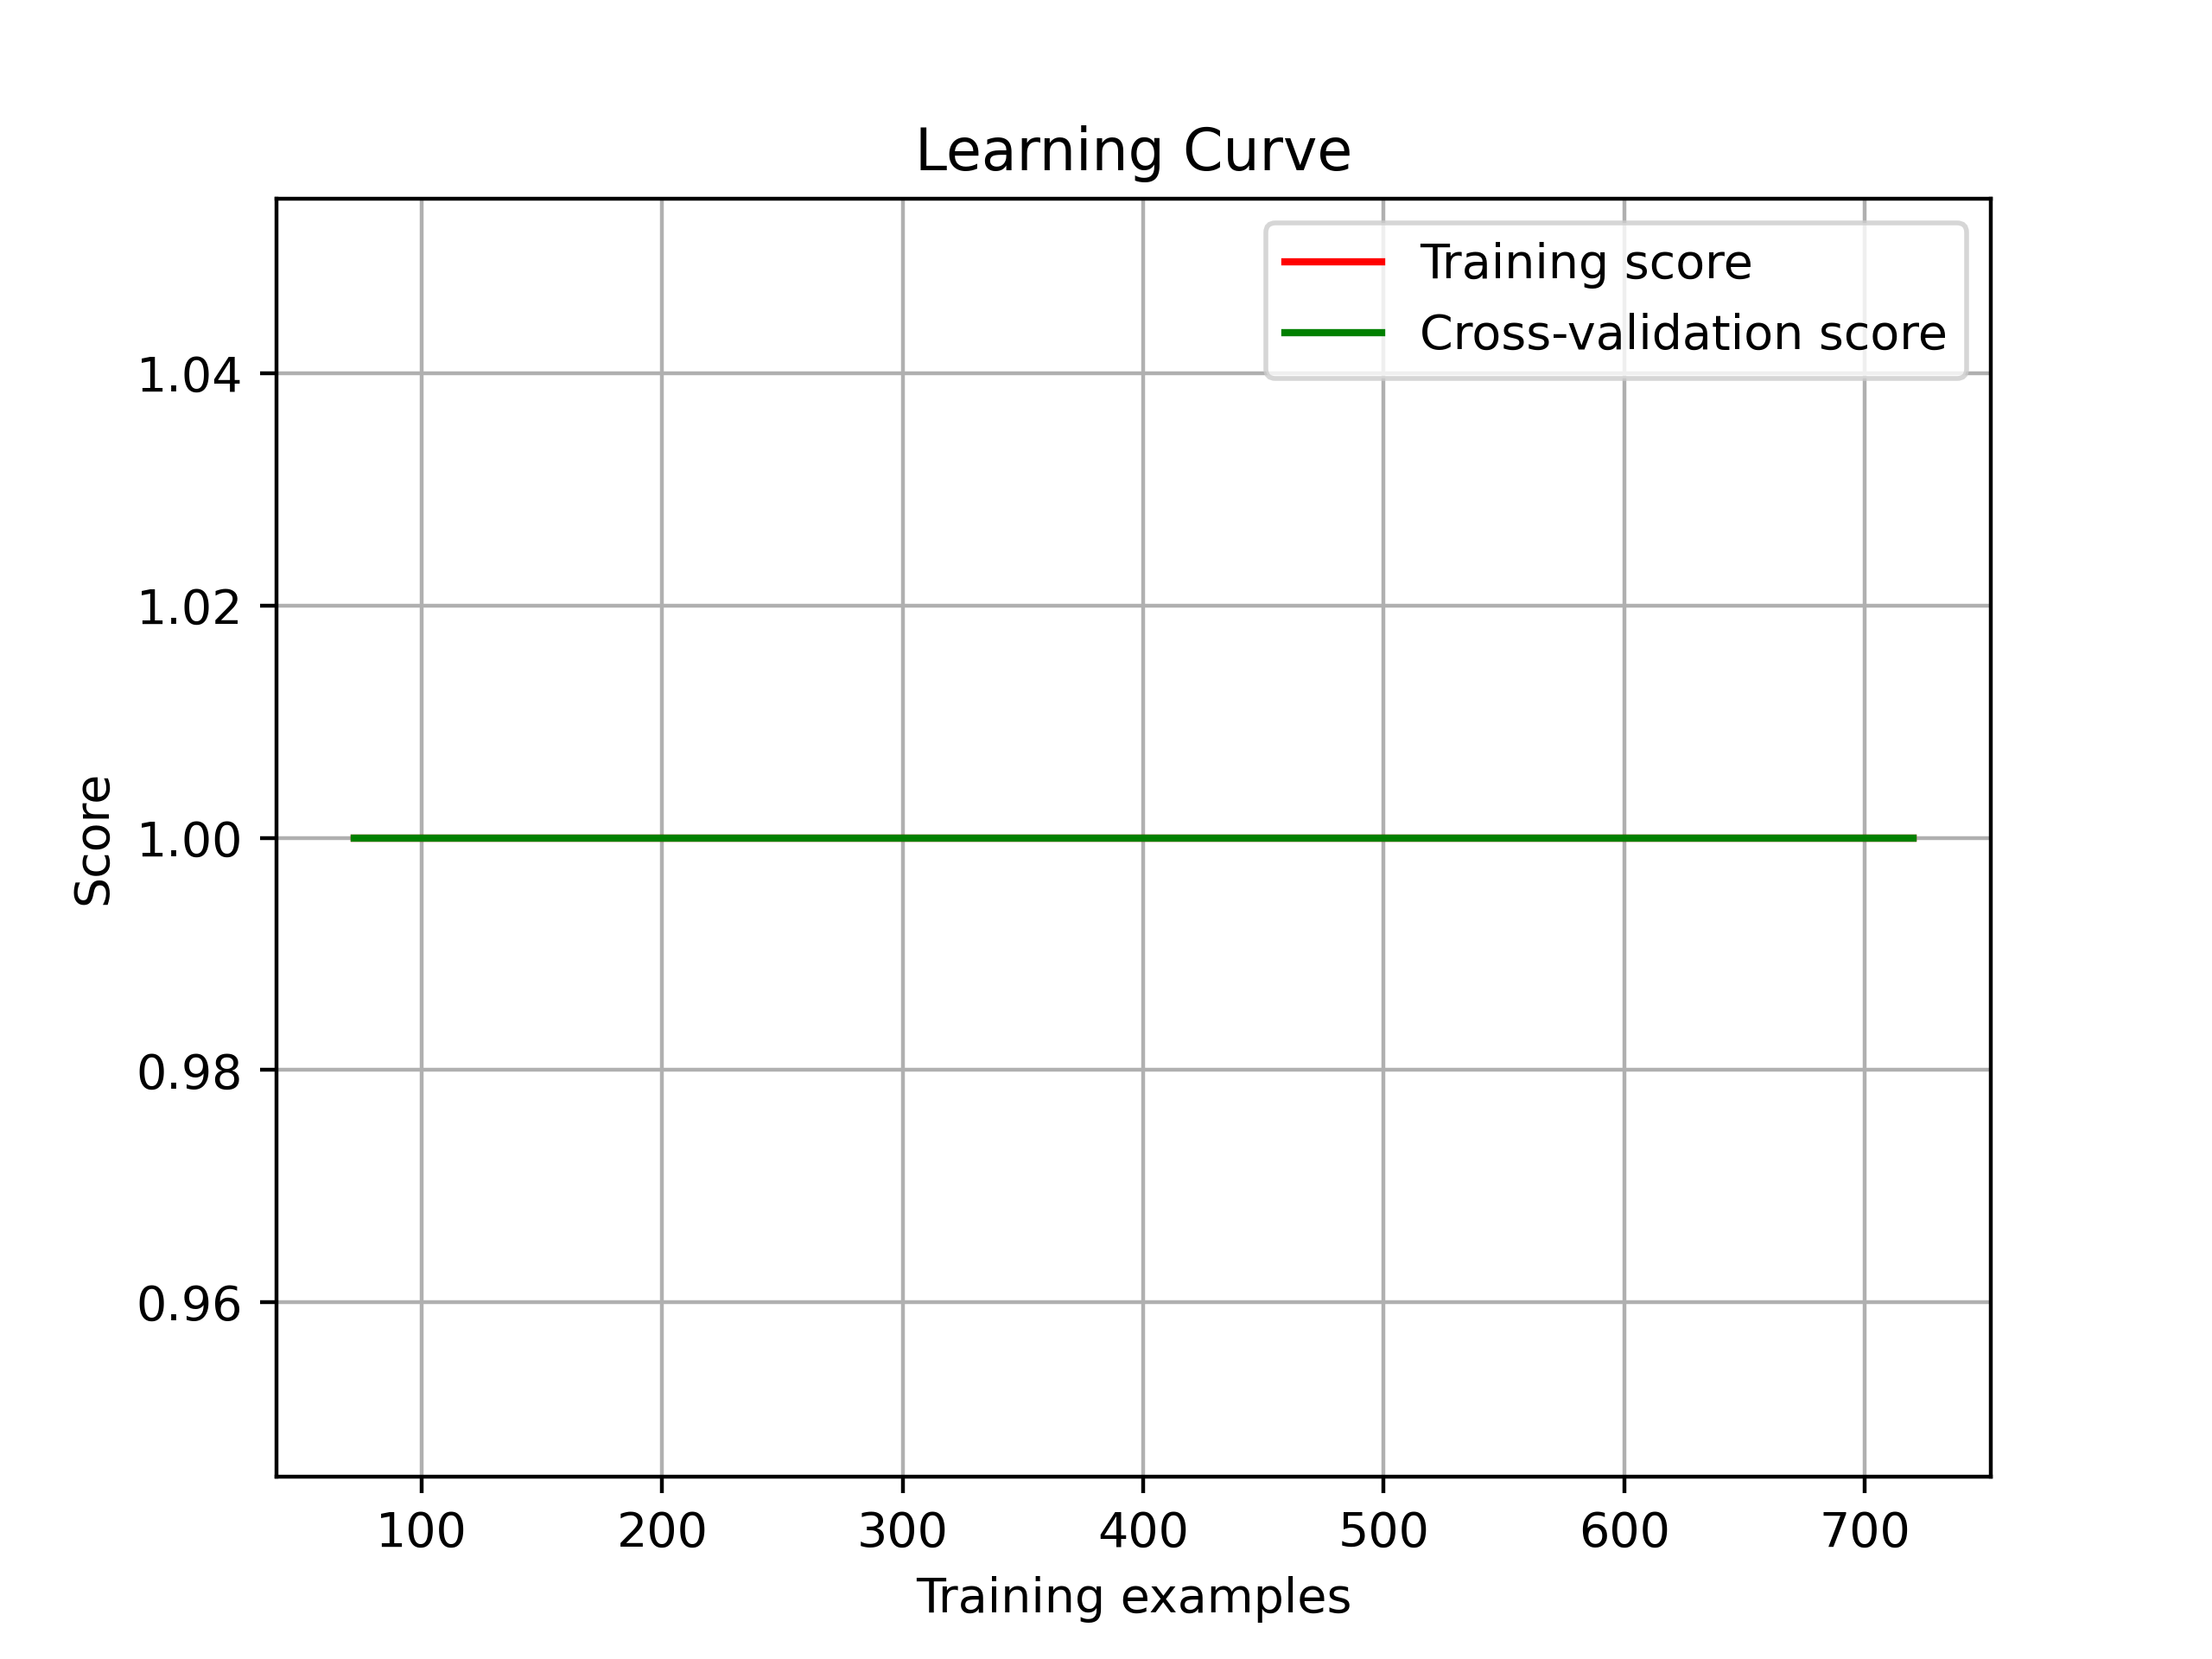 Learning Curve
Training score
Cross-validation score
1.04
1.02
1.00
0.98
0.96
Score
100 200 300 400 500 600 700
Training examples